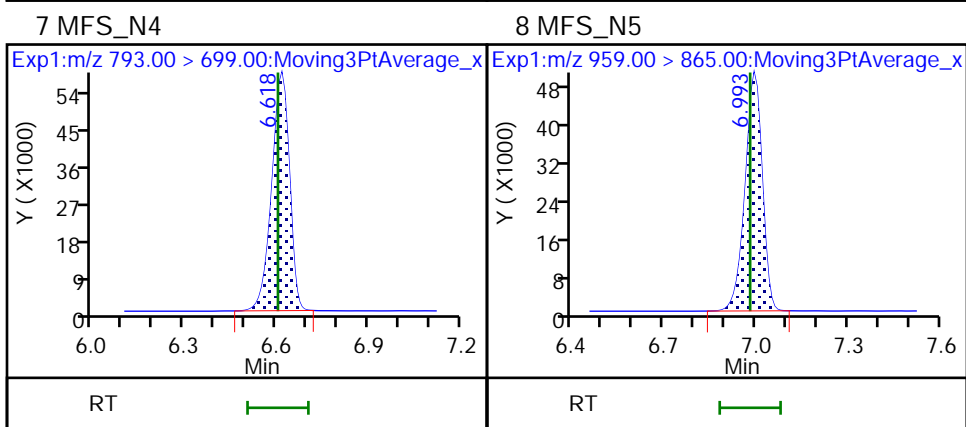 7 MFS_N4
Exp1:m/z 793.00 > 699.00:Moving3PtAverage_x
6.618
Y ( X1000)
54
45
36
27
18
9
0
6.0 6.3 6.6 6.9 7.2
Min
RT
8 MFS_N5
Exp1:m/z 959.00 > 865.00:Moving3PtAverage_x
6.993
Y ( X1000)
48
40
32
24
16
8
0
6.4 6.7 7.0 7.3 7.6
Min
RT